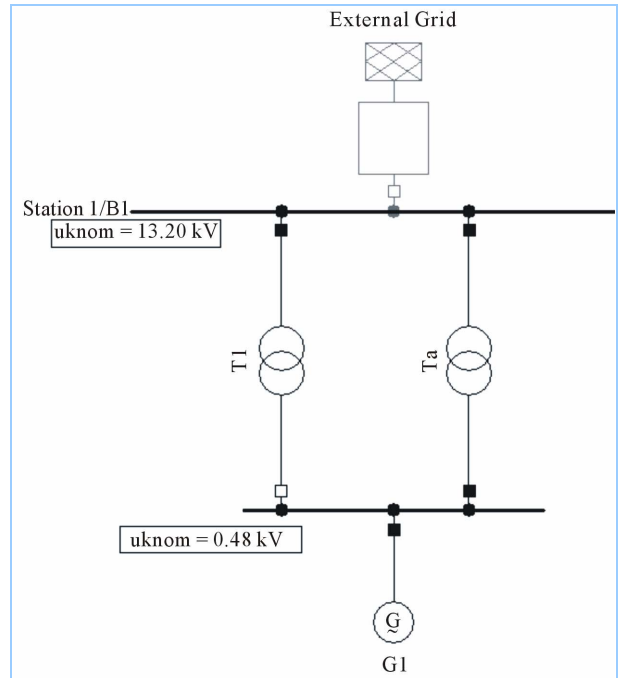 External Grid
Station 1/B1
uknom = 13.20 kV
T1
Ta
uknom = 0.48 kV
G
~
G1